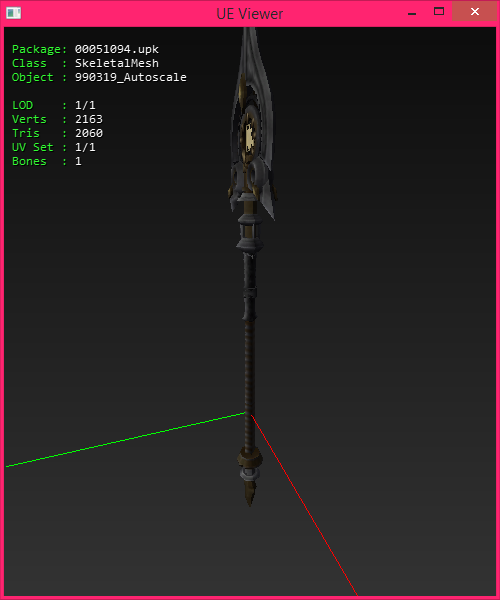 UE Viewer
Package: 00051094.upk
Class : SkeletalMesh
Object : 990319_Autoscale
LOD : 1/1
Verts : 2163
Tris : 2060
UV Set : 1/1
Bones : 1